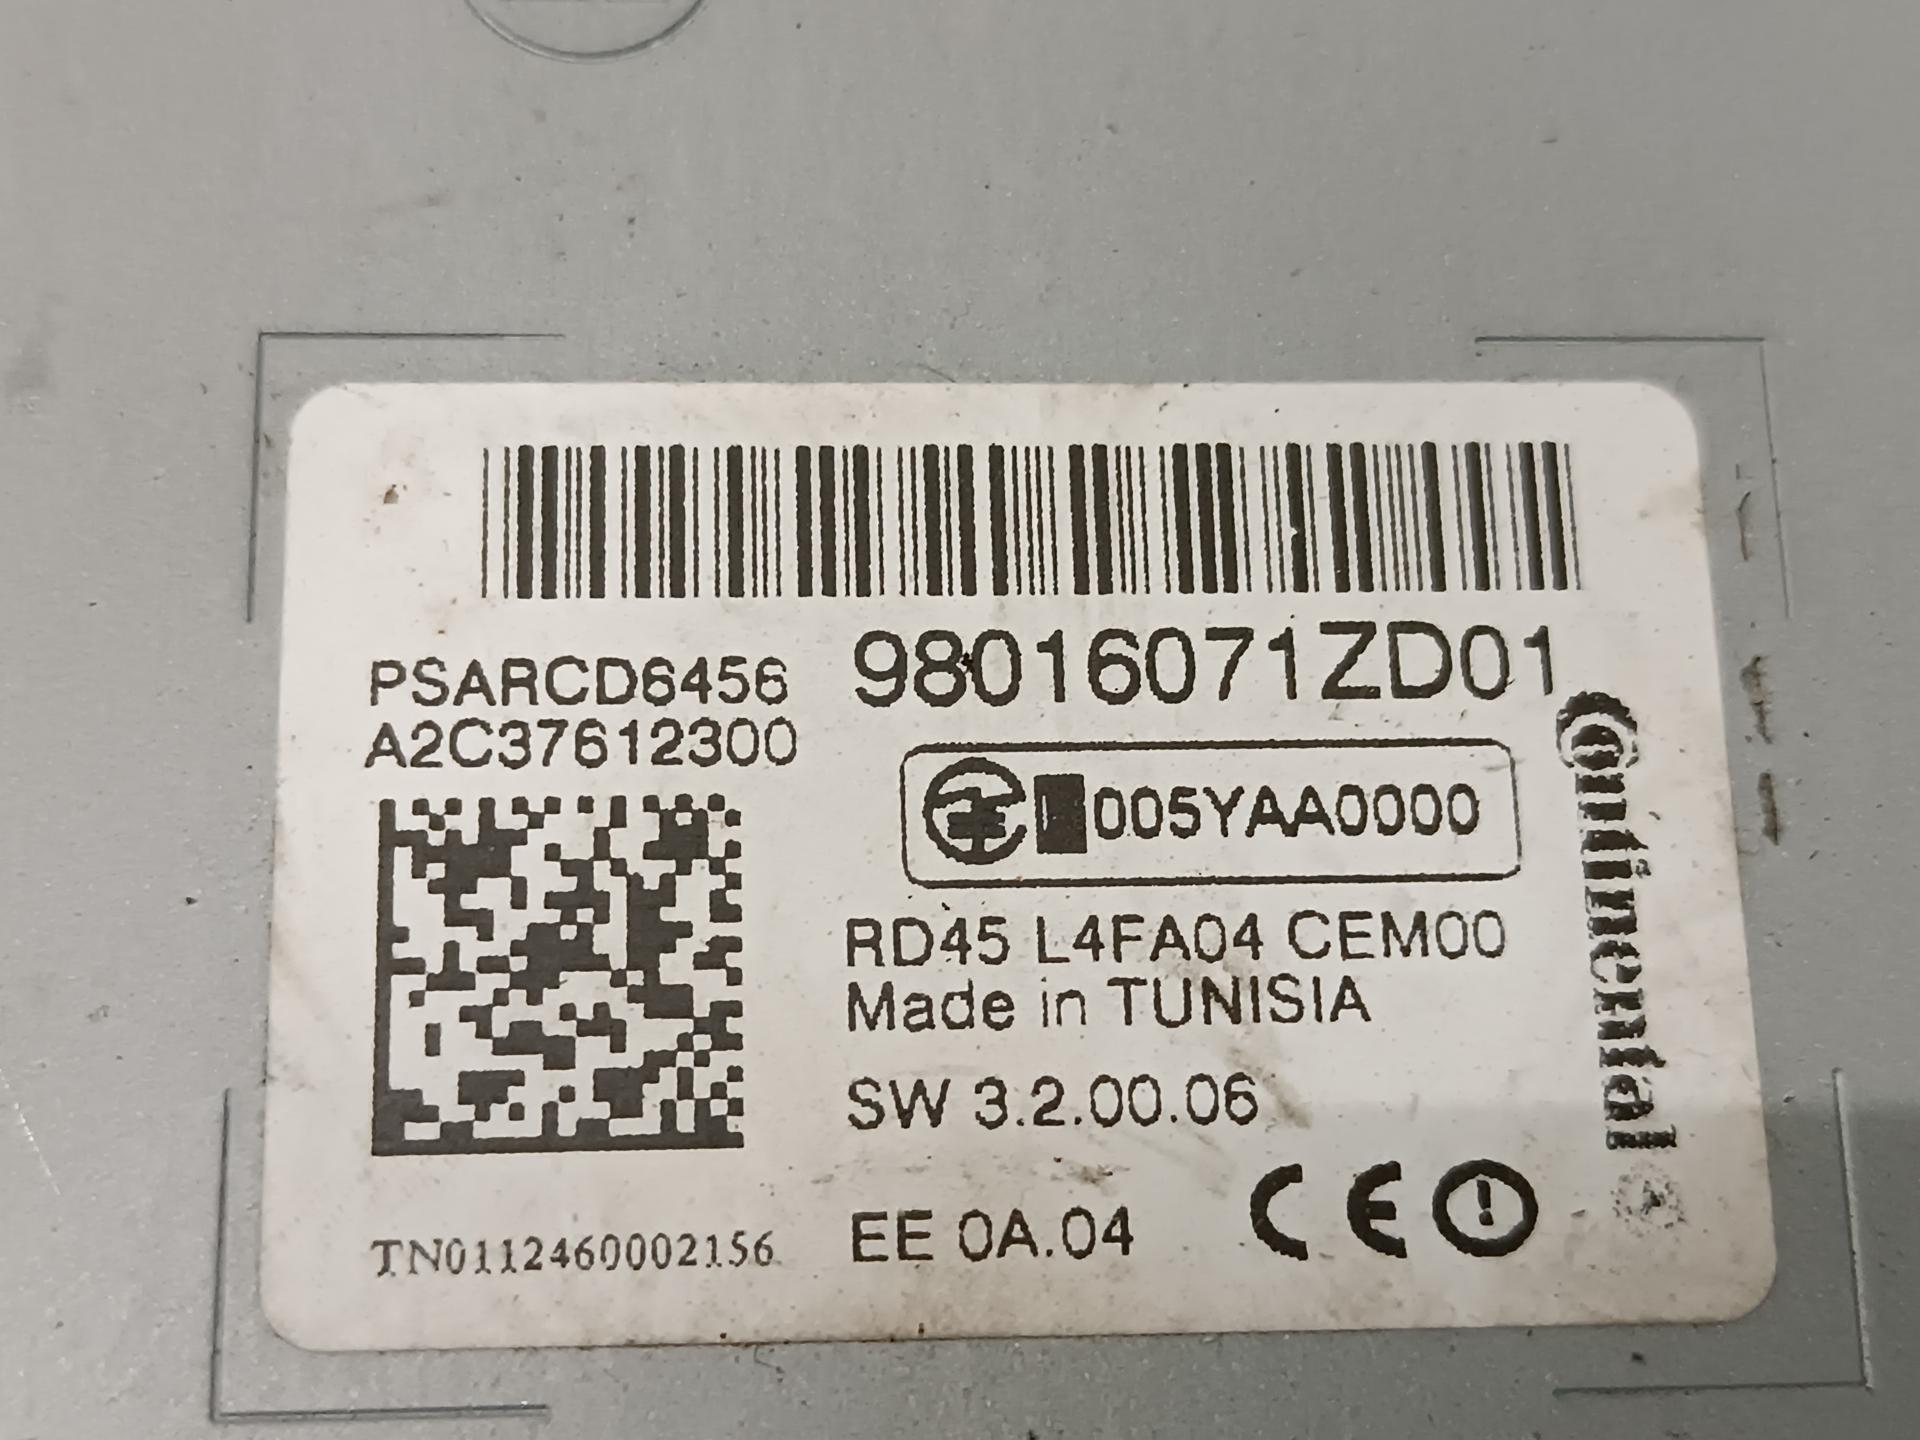 98016071ZD01
PSARCD6456
A2C37612300
005YAA0000
RD45 L4FA04 CEM00
Made in TUNISIA
SW 3.2.00.06
EE 0A.04
CE
TN0112460002156
Continental